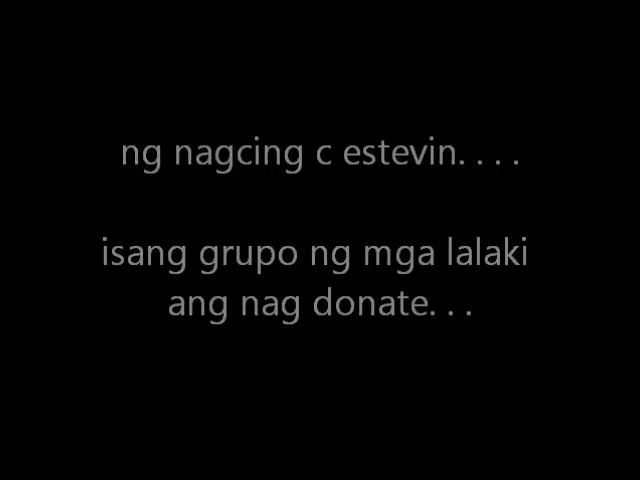 ng nagcing c estevin. . . .
isang grupo ng mga lalaki
ang nag donate. . .